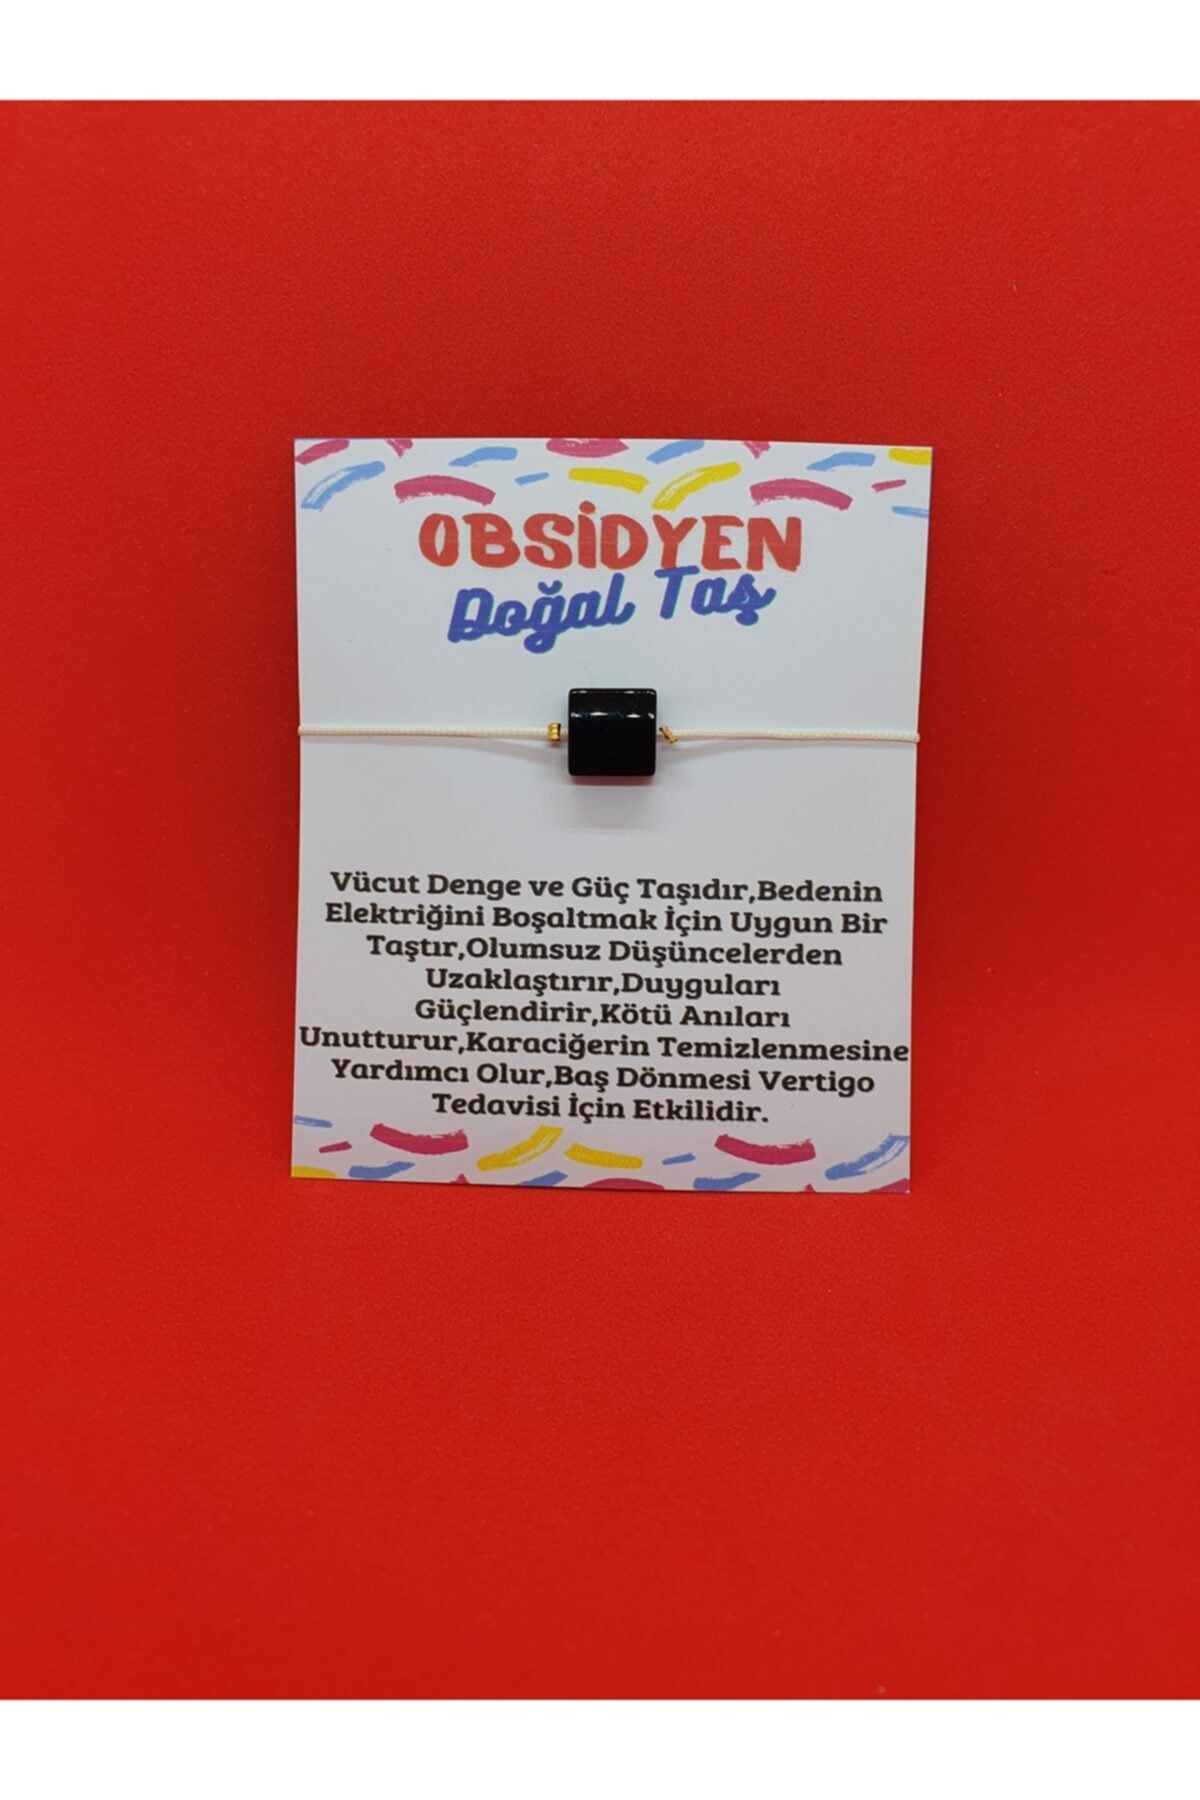 OBSİDYEN
Doğal Taş
Vücut Denge ve Güç Taşıdır,Bedenin
Elektriğini Boşaltmak İçin Uygun Bir
Taştır,Olumsuz Düşüncelerden
Uzaklaştırır,Duyguları
Güçlendirir,Kötü Anıları
Unutturur,Karaciğerin Temizlenmesine
Yardımcı Olur,Baş Dönmesi Vertigo
Tedavisi İçin Etkilidir.